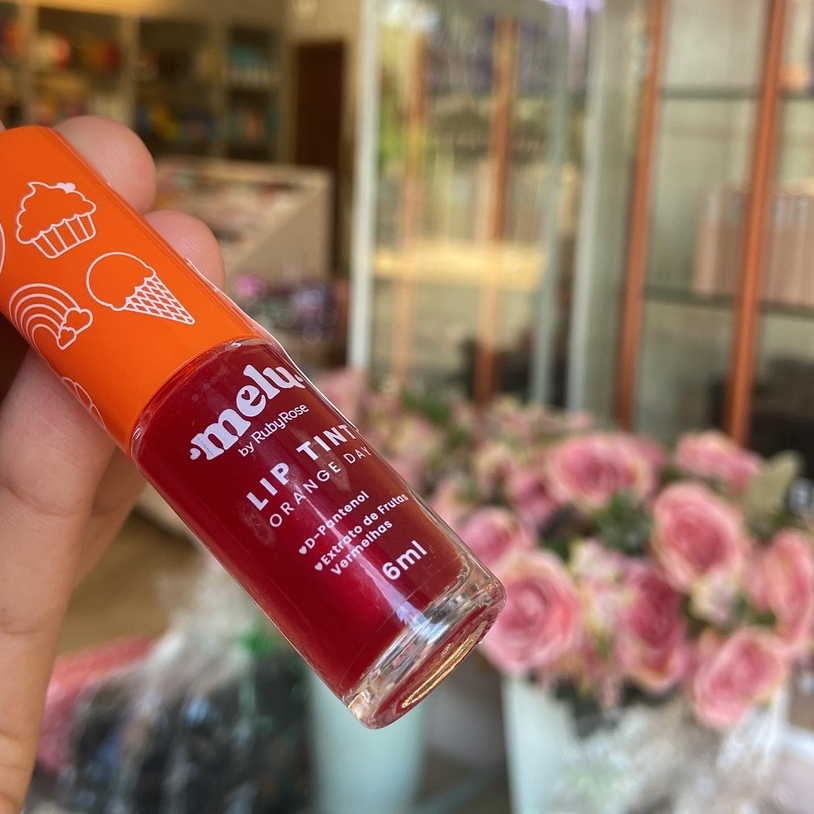 melu
by RubyRose
LIP TINT
ORANGE DAY
♥D-Pantenol
♥Extrato de Frutas
Vermelhas
6ml